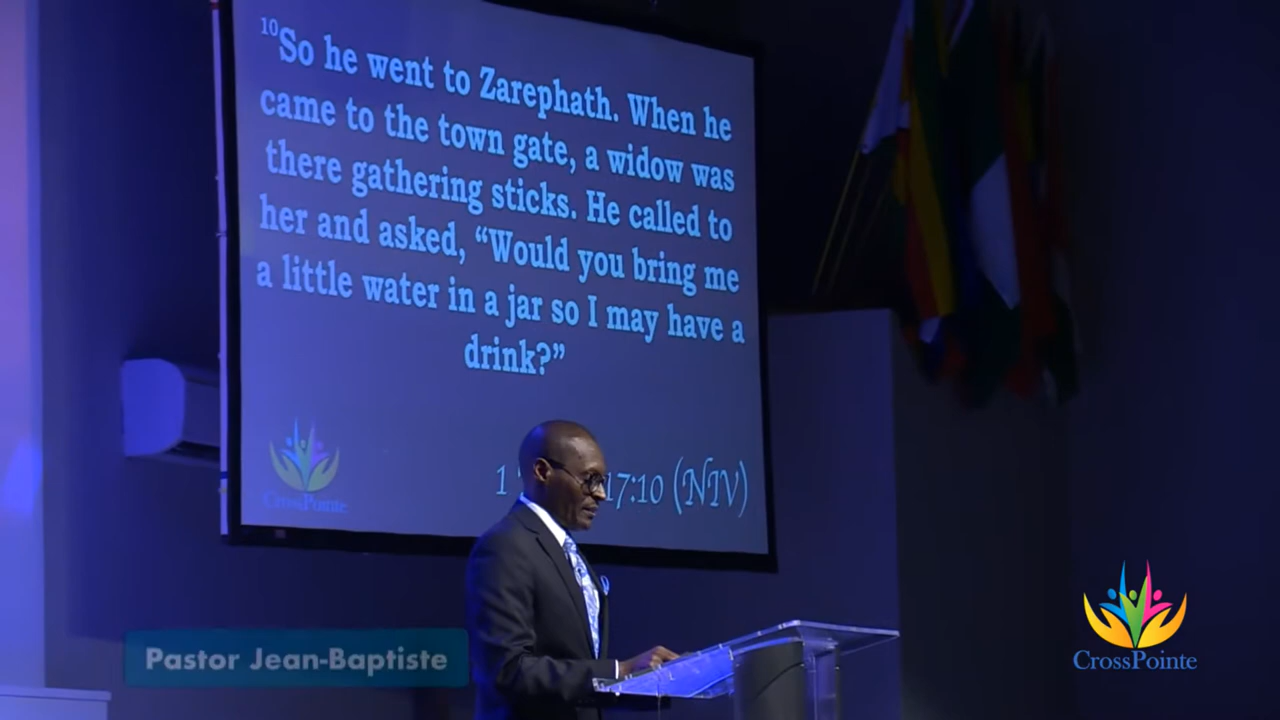 ¹⁰So he went to Zarephath. When he
came to the town gate, a widow was
there gathering sticks. He called to
her and asked, “Would you bring me
a little water in a jar so I may have a
drink?”
1 17:10 (NIV)
CrossPointe
Pastor Jean-Baptiste
CrossPointe